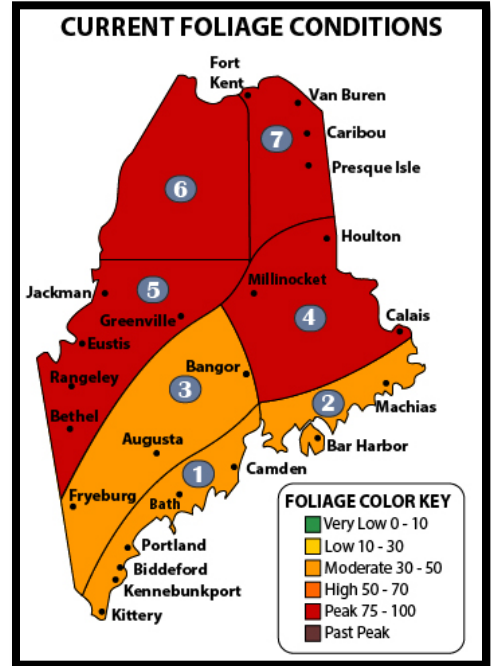 CURRENT FOLIAGE CONDITIONS
Fort
Kent
Van Buren
7
Caribou
Presque Isle
6
Houlton
5
Millinocket
Jackman
Greenville
4
Calais
Eustis
Bangor
Rangeley
3
2
Machias
Bethel
Augusta
Bar Harbor
1
Camden
Fryeburg
Bath
FOLIAGE COLOR KEY
Very Low 0 - 10
Low 10 - 30
Moderate 30 - 50
High 50 - 70
Peak 75 - 100
Past Peak
Portland
Biddeford
Kennebunkport
Kittery